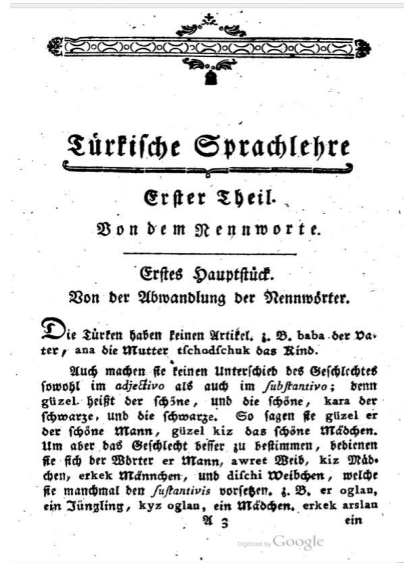 Türkische Sprachlehre
Erster Theil.
Von dem Nennworte.
Erstes Hauptstück.
Von der Abwandlung der Nennwörter.
Die Türken haben keinen Artikel. z. B. baba der Va-
ter, ana die Mutter tschodschuk das Kind.
Auch machen sie keinen Unterschied des Geschlechtes
sowohl im adjectivo als auch im substantivo; denn
güzel heißt der schöne, und die schöne, kara der
schwarze, und die schwarze. So sagen sie güzel er
der schöne Mann, güzel kiz das schöne Mädchen.
Um aber das Geschlecht besser zu bestimmen, bedienen
sie sich der Wörter er Mann, awret Weib, kiz Mäd-
chen, erkek Männchen, und dischi Weibchen, welche
sie manchmal den substantivis vorsetzen. z. B. er oglan,
ein Jüngling, kyz oglan, ein Mädchen. erkek arslan
A 3 ein
Digitized by Google